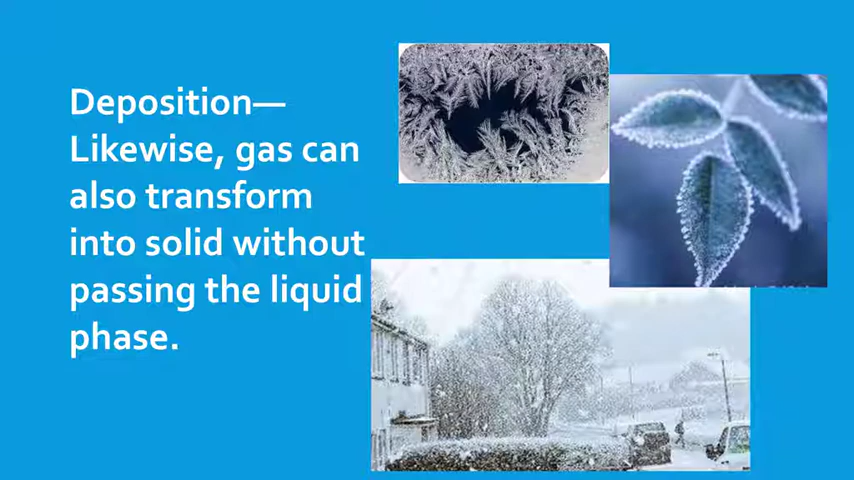 Deposition—
Likewise, gas can
also transform
into solid without
passing the liquid
phase.